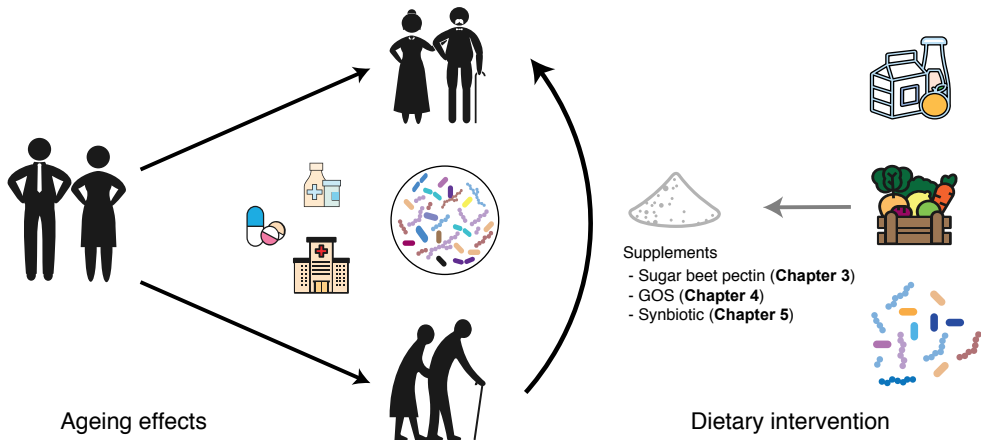 Supplements
- Sugar beet pectin (Chapter 3)
- GOS (Chapter 4)
- Synbiotic (Chapter 5)
Ageing effects
Dietary intervention